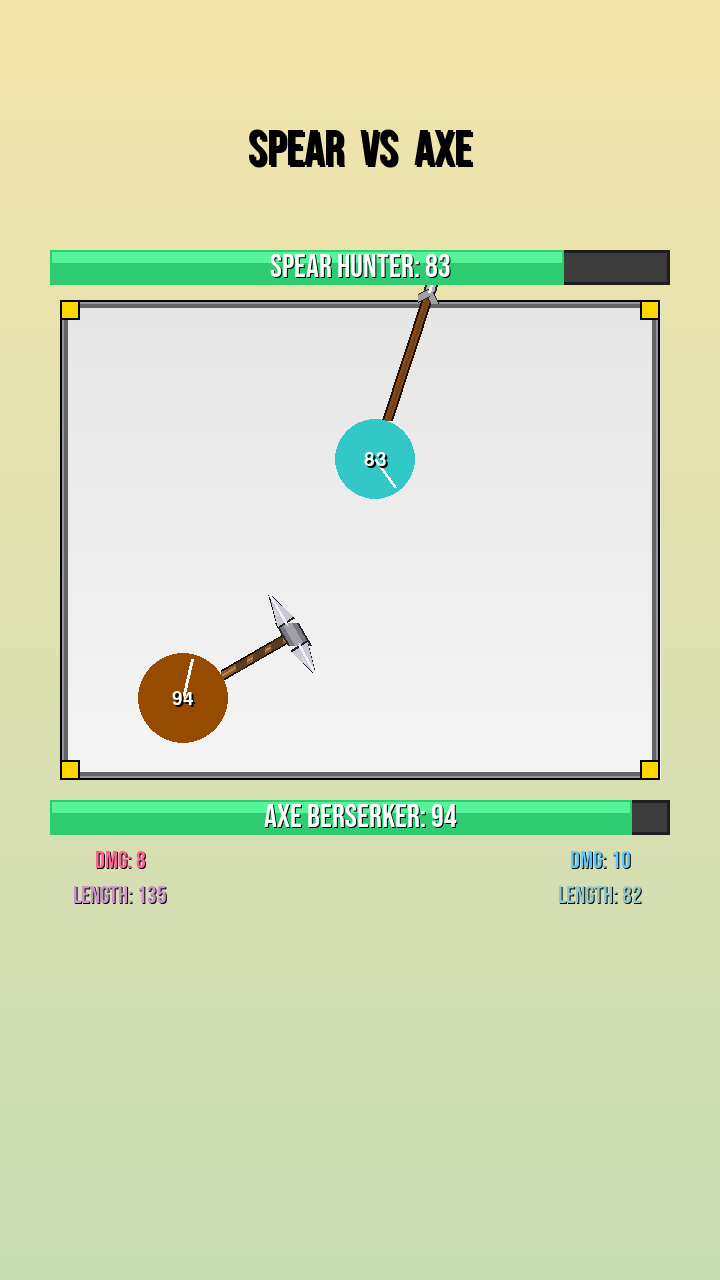 SPEAR VS AXE
SPEAR HUNTER: 83
83
94
AXE BERSERKER: 94
DMG: 8
DMG: 10
LENGTH: 135
LENGTH: 82